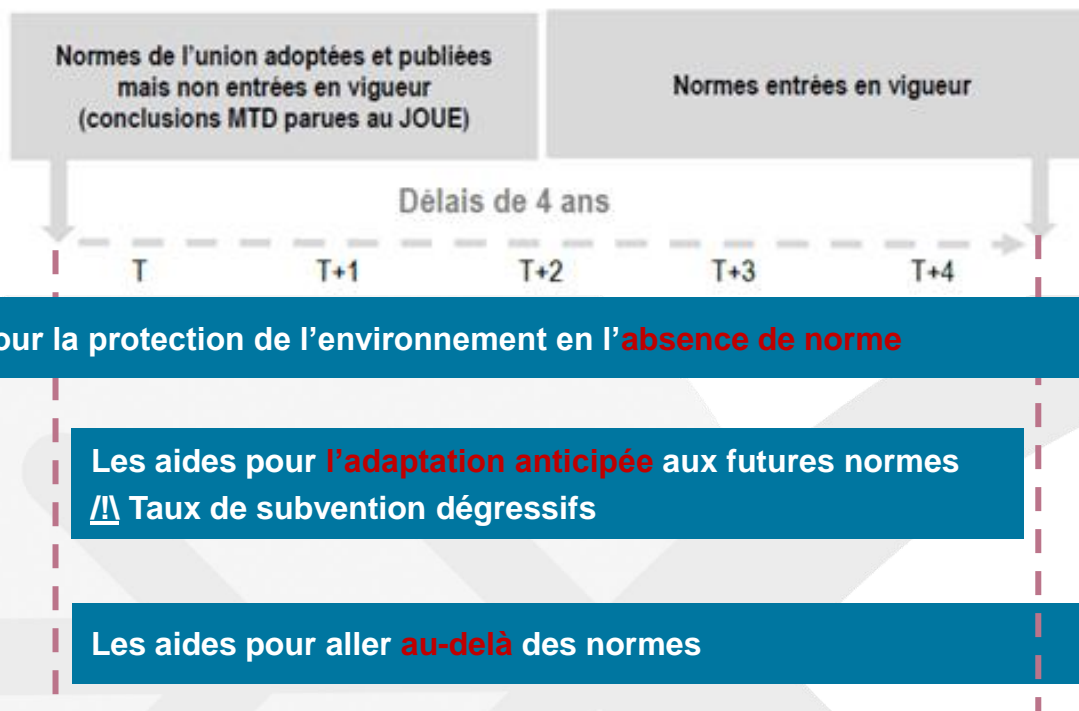 Normes de l'union adoptées et publiées
mais non entrées en vigueur
(conclusions MTD parues au JOUE)
Normes entrées en vigueur
Délais de 4 ans
T T+1 T+2 T+3 T+4
our la protection de l'environnement en l'absence de norme
Les aides pour l'adaptation anticipée aux futures normes
/!\ Taux de subvention dégressifs
Les aides pour aller au-delà des normes